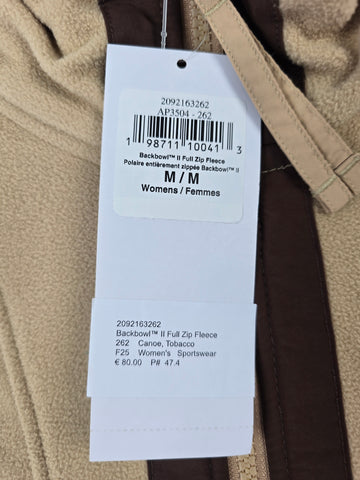 2092163262
AP3504 - 262
1 98711 10041 3
Backbowl™ II Full Zip Fleece
Polaire entièrement zippée Backbowl™ II
M / M
Womens / Femmes
2092163262
Backbowl™ II Full Zip Fleece
262 Canoe, Tobacco
F25 Women's Sportswear
€ 80.00 P# 47.4